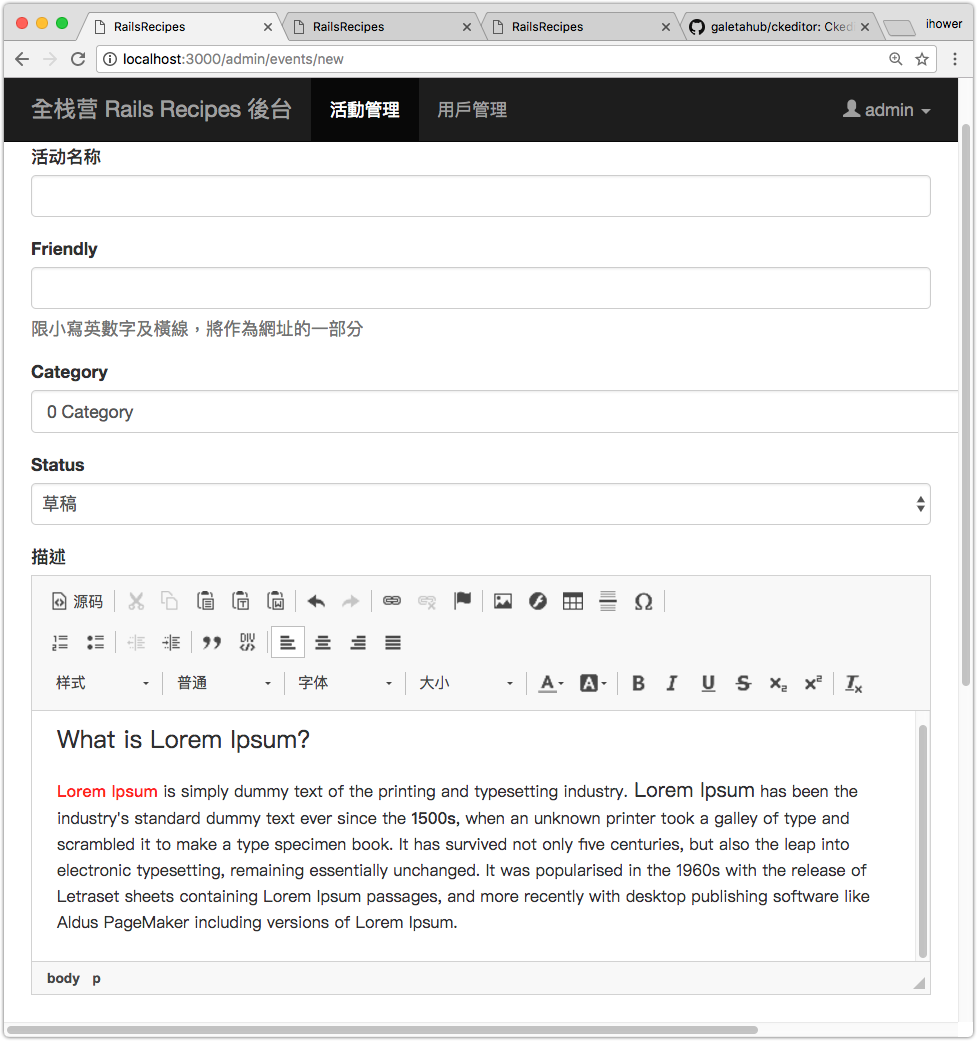 RailsRecipes
RailsRecipes
RailsRecipes
galetahub/ckeditor: Cked
ihower
localhost:3000/admin/events/new
全栈营 Rails Recipes 後台
活動管理
用戶管理
admin
活动名称
Friendly
限小寫英數字及橫線，將作為網址的一部分
Category
0 Category
Status
草稿
描述
源码
样式
普通
字体
大小
What is Lorem Ipsum?
Lorem Ipsum is simply dummy text of the printing and typesetting industry. Lorem Ipsum has been the
industry's standard dummy text ever since the 1500s, when an unknown printer took a galley of type and
scrambled it to make a type specimen book. It has survived not only five centuries, but also the leap into
electronic typesetting, remaining essentially unchanged. It was popularised in the 1960s with the release of
Letraset sheets containing Lorem Ipsum passages, and more recently with desktop publishing software like
Aldus PageMaker including versions of Lorem Ipsum.
body p